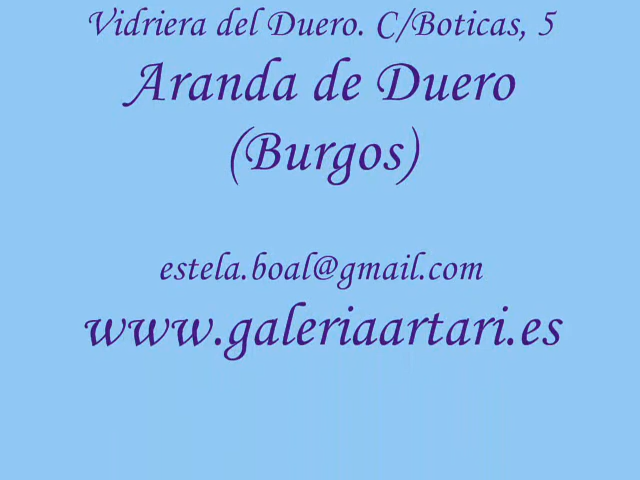 Vidriera del Duero. C/Boticas, 5
Aranda de Duero
(Burgos)
estela.boal@gmail.com
www.galeriaartari.es